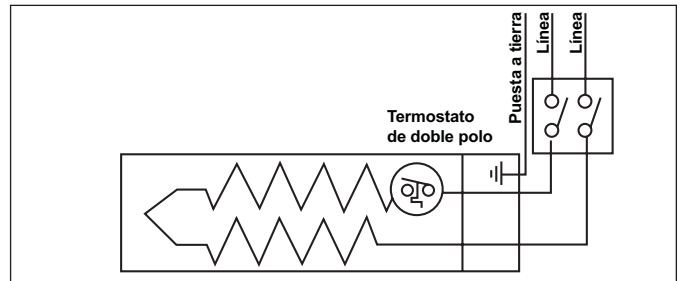 Puesta a tierra
Línea
Línea
Termostato
de doble polo